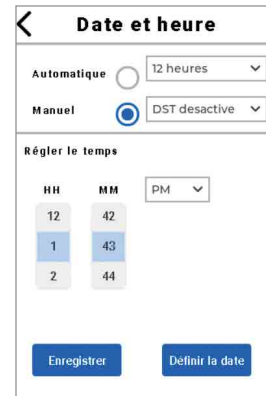 Date et heure
Automatique 12 heures
Manuel DST desactive
Régler le temps
HH MM PM
12 42
1 43
2 44
Enregistrer Définir la date